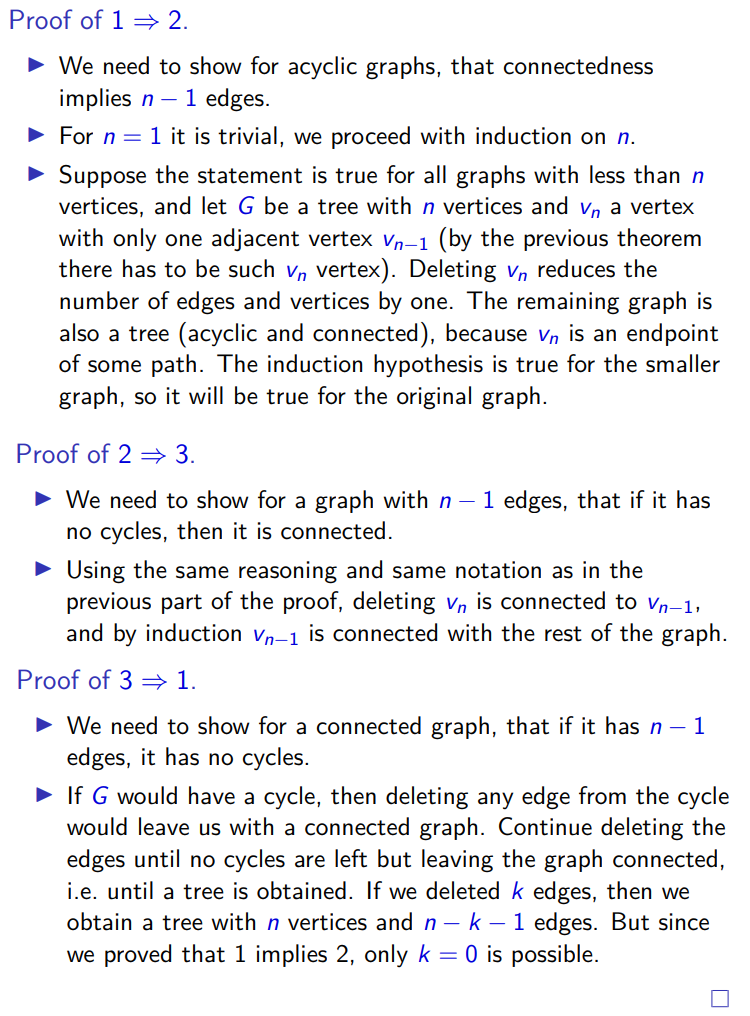 Proof of 1 ⇒ 2.
▶ We need to show for acyclic graphs, that connectedness
implies n − 1 edges.
▶ For n = 1 it is trivial, we proceed with induction on n.
▶ Suppose the statement is true for all graphs with less than n
vertices, and let G be a tree with n vertices and vₙ a vertex
with only one adjacent vertex vₙ₋₁ (by the previous theorem
there has to be such vₙ vertex). Deleting vₙ reduces the
number of edges and vertices by one. The remaining graph is
also a tree (acyclic and connected), because vₙ is an endpoint
of some path. The induction hypothesis is true for the smaller
graph, so it will be true for the original graph.
Proof of 2 ⇒ 3.
▶ We need to show for a graph with n − 1 edges, that if it has
no cycles, then it is connected.
▶ Using the same reasoning and same notation as in the
previous part of the proof, deleting vₙ is connected to vₙ₋₁,
and by induction vₙ₋₁ is connected with the rest of the graph.
Proof of 3 ⇒ 1.
▶ We need to show for a connected graph, that if it has n − 1
edges, it has no cycles.
▶ If G would have a cycle, then deleting any edge from the cycle
would leave us with a connected graph. Continue deleting the
edges until no cycles are left but leaving the graph connected,
i.e. until a tree is obtained. If we deleted k edges, then we
obtain a tree with n vertices and n − k − 1 edges. But since
we proved that 1 implies 2, only k = 0 is possible.
□